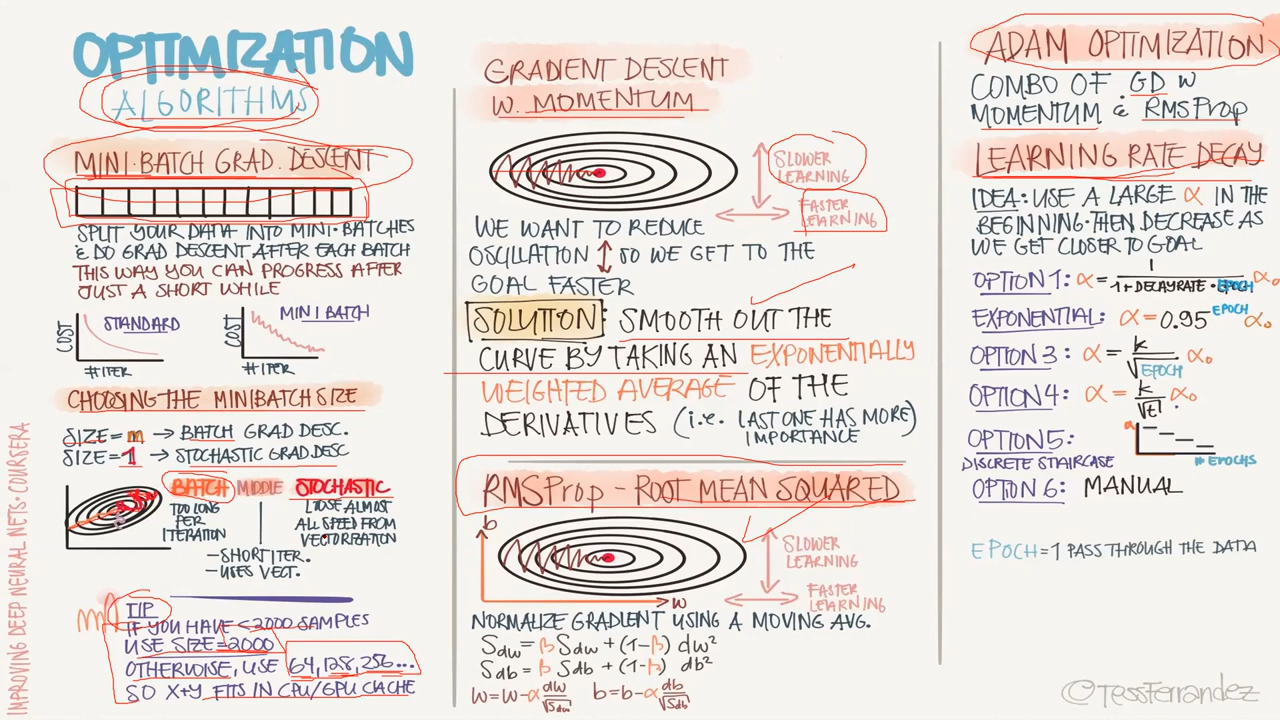 OPTIMIZATION
ALGORITHMS
MINI·BATCH GRAD. DESCENT
SPLIT YOUR DATA INTO MINI·BATCHES
& DO GRAD DESCENT AFTER EACH BATCH
THIS WAY YOU CAN PROGRESS AFTER
JUST A SHORT WHILE
COST
STANDARD
# ITER
COST
MINI BATCH
# ITER
CHOOSING THE MINIBATCH SIZE
SIZE = m → BATCH GRAD DESC.
SIZE = 1 → STOCHASTIC GRAD DESC
BATCH
TOO LONG
PER
ITERATION
MIDDLE
- SHORT ITER.
- USES VECT.
STOCHASTIC
LOOSE ALMOST
ALL SPEED FROM
VECTORIZATION
TIP
IF YOU HAVE < 2000 SAMPLES
USE SIZE = 2000
OTHERWISE, USE 64, 128, 256...
SO X+Y FITS IN CPU/GPU CACHE
IMPROVING DEEP NEURAL NETS · COURSERA
GRADIENT DESCENT
W. MOMENTUM
SLOWER
LEARNING
FASTER
LEARNING
WE WANT TO REDUCE
OSCILLATION ↕ SO WE GET TO THE
GOAL FASTER
SOLUTION: SMOOTH OUT THE
CURVE BY TAKING AN EXPONENTIALLY
WEIGHTED AVERAGE OF THE
DERIVATIVES (i.e. LAST ONE HAS MORE
IMPORTANCE)
RMSProp - ROOT MEAN SQUARED
b
w
SLOWER
LEARNING
FASTER
LEARNING
NORMALIZE GRADIENT USING A MOVING AVG.
Sdw = β Sdw + (1-β) dw²
Sdb = β Sdb + (1-β) db²
w = w - α dw/√Sdw b = b - α db/√Sdb
ADAM OPTIMIZATION
COMBO OF GD W
MOMENTUM & RMSProp
LEARNING RATE DECAY
IDEA: USE A LARGE α IN THE
BEGINNING·THEN DECREASE AS
WE GET CLOSER TO GOAL
OPTION 1: α = 1/(1 + DECAYRATE · EPOCH) α₀
EXPONENTIAL: α = 0.95^EPOCH α₀
OPTION 3: α = k/√EPOCH α₀
OPTION 4: α = k/√t α₀
OPTION 5:
DISCRETE STAIRCASE
α
# EPOCHS
OPTION 6: MANUAL
EPOCH = 1 PASS THROUGH THE DATA
©TessFerrandez